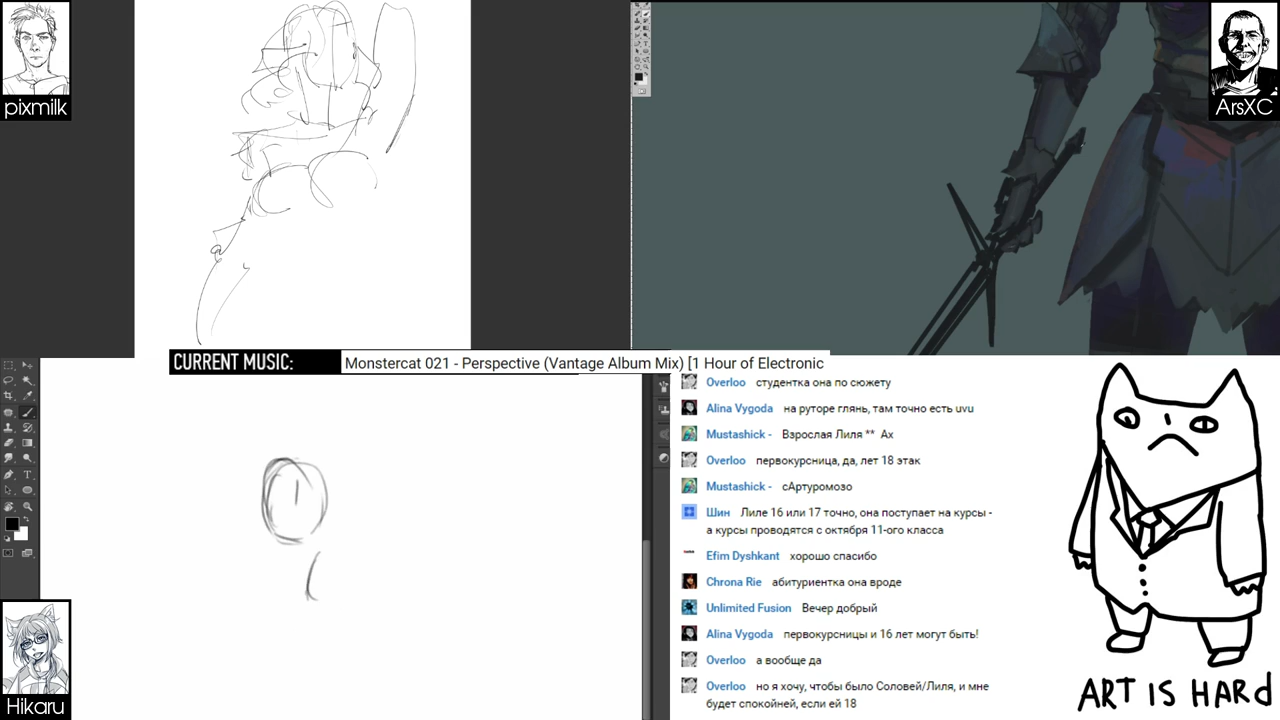 pixmilk
ArsXC
CURRENT MUSIC:
Monstercat 021 - Perspective (Vantage Album Mix) [1 Hour of Electronic
Overloo студентка она по сюжету
Alina Vygoda на руторе глянь, там точно есть uvu
Mustashick - Взрослая Лиля ** Ах
Overloo первокурсница, да, лет 18 этак
Mustashick - сАртуромозо
Шин Лиле 16 или 17 точно, она поступает на курсы -
а курсы проводятся с октября 11-ого класса
Efim Dyshkant хорошо спасибо
Chrona Rie абитуриентка она вроде
Unlimited Fusion Вечер добрый
Alina Vygoda первокурсницы и 16 лет могут быть!
Overloo а вообще да
Overloo но я хочу, чтобы было Соловей/Лиля, и мне
будет спокойней, если ей 18
Hikaru
ART IS HARd